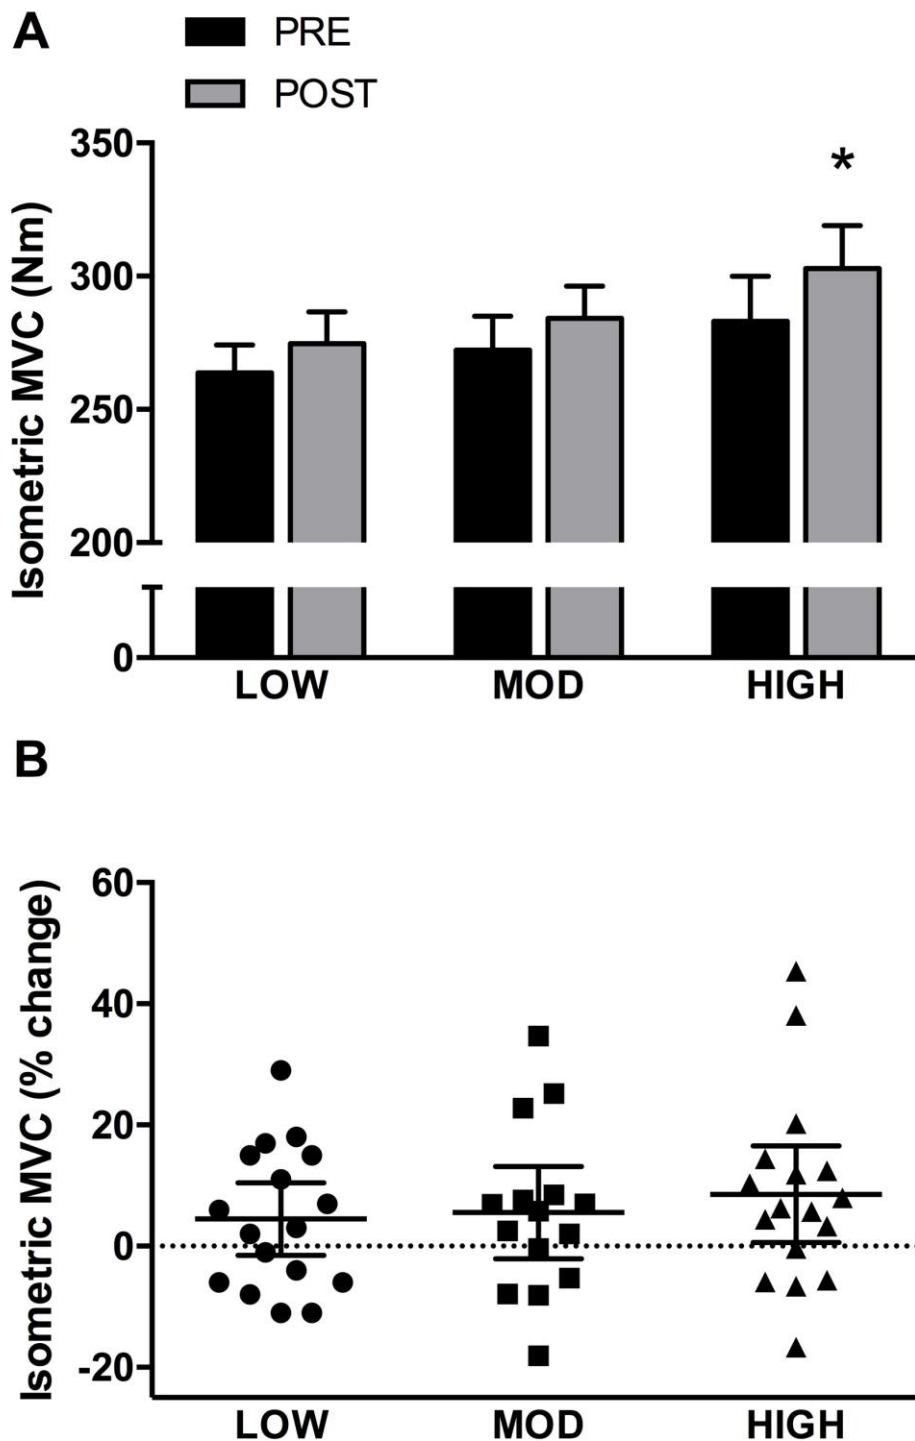 A
PRE
POST
Isometric MVC (Nm)
350
300
250
200
0
*
LOW MOD HIGH
B
Isometric MVC (% change)
60
40
20
0
-20
LOW MOD HIGH